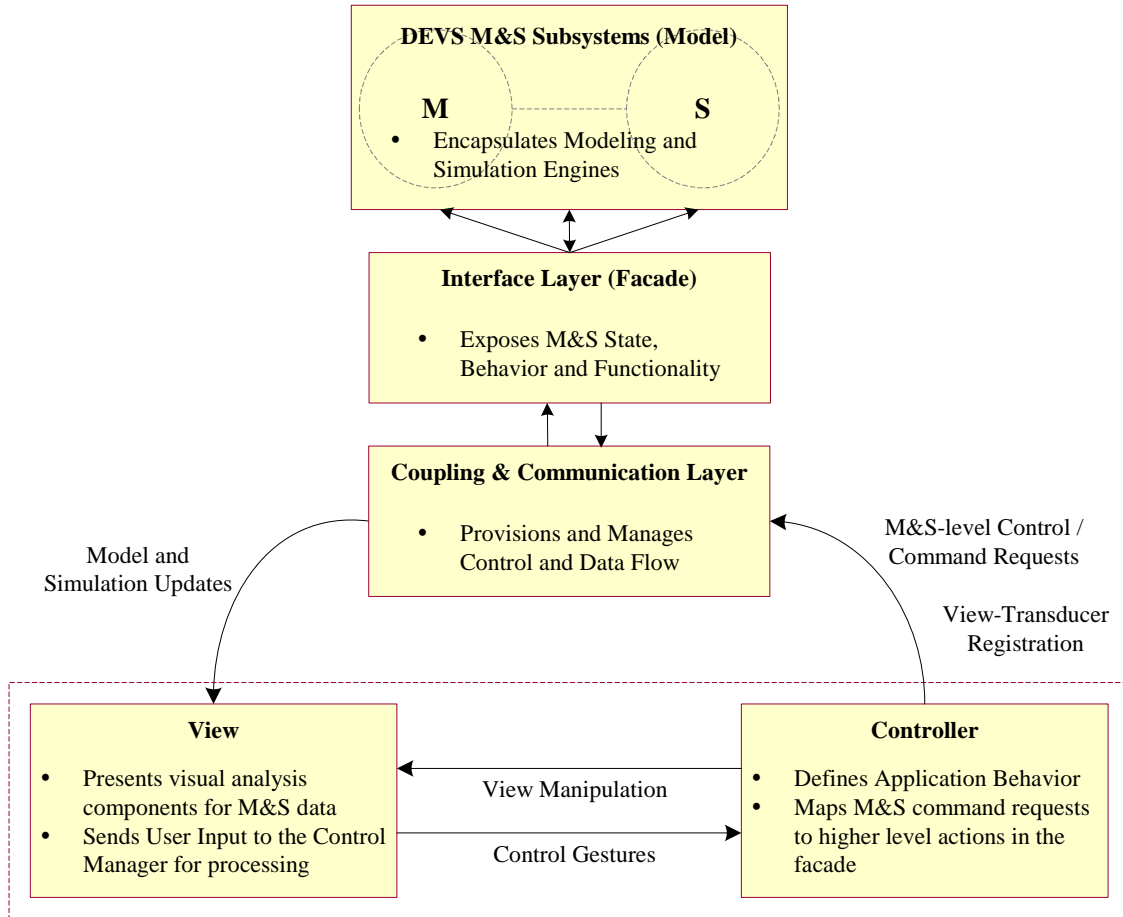 DEVS M&S Subsystems (Model)
M
S
• Encapsulates Modeling and
Simulation Engines
Interface Layer (Facade)
• Exposes M&S State,
Behavior and Functionality
Coupling & Communication Layer
• Provisions and Manages
Control and Data Flow
Model and
Simulation Updates
M&S-level Control /
Command Requests
View-Transducer
Registration
View
• Presents visual analysis
components for M&S data
• Sends User Input to the Control
Manager for processing
View Manipulation
Control Gestures
Controller
• Defines Application Behavior
• Maps M&S command requests
to higher level actions in the
facade